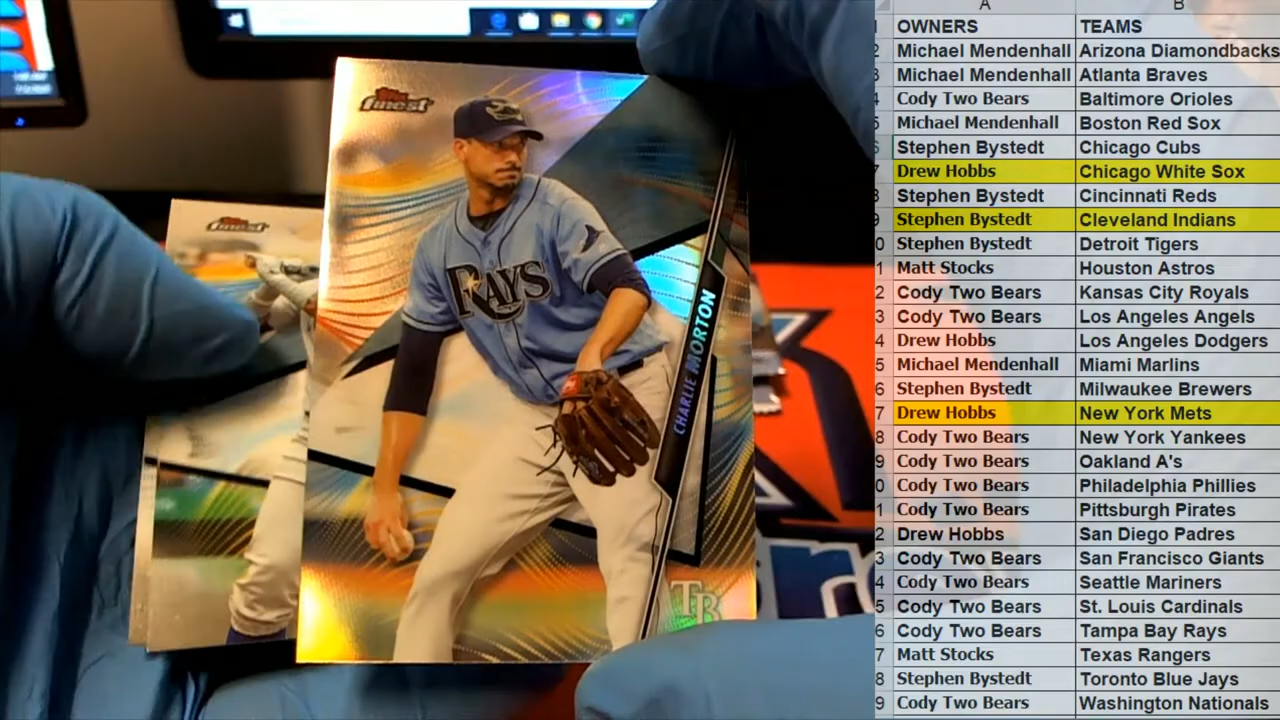 Topps
finest
RAYS
CHARLIE MORTON
TB
Topps
finest
A B
OWNERS TEAMS
Michael Mendenhall Arizona Diamondbacks
Michael Mendenhall Atlanta Braves
Cody Two Bears Baltimore Orioles
Michael Mendenhall Boston Red Sox
Stephen Bystedt Chicago Cubs
Drew Hobbs Chicago White Sox
Stephen Bystedt Cincinnati Reds
Stephen Bystedt Cleveland Indians
Stephen Bystedt Detroit Tigers
Matt Stocks Houston Astros
Cody Two Bears Kansas City Royals
Cody Two Bears Los Angeles Angels
Drew Hobbs Los Angeles Dodgers
Michael Mendenhall Miami Marlins
Stephen Bystedt Milwaukee Brewers
Drew Hobbs New York Mets
Cody Two Bears New York Yankees
Cody Two Bears Oakland A's
Cody Two Bears Philadelphia Phillies
Cody Two Bears Pittsburgh Pirates
Drew Hobbs San Diego Padres
Cody Two Bears San Francisco Giants
Cody Two Bears Seattle Mariners
Cody Two Bears St. Louis Cardinals
Cody Two Bears Tampa Bay Rays
Matt Stocks Texas Rangers
Stephen Bystedt Toronto Blue Jays
Cody Two Bears Washington Nationals